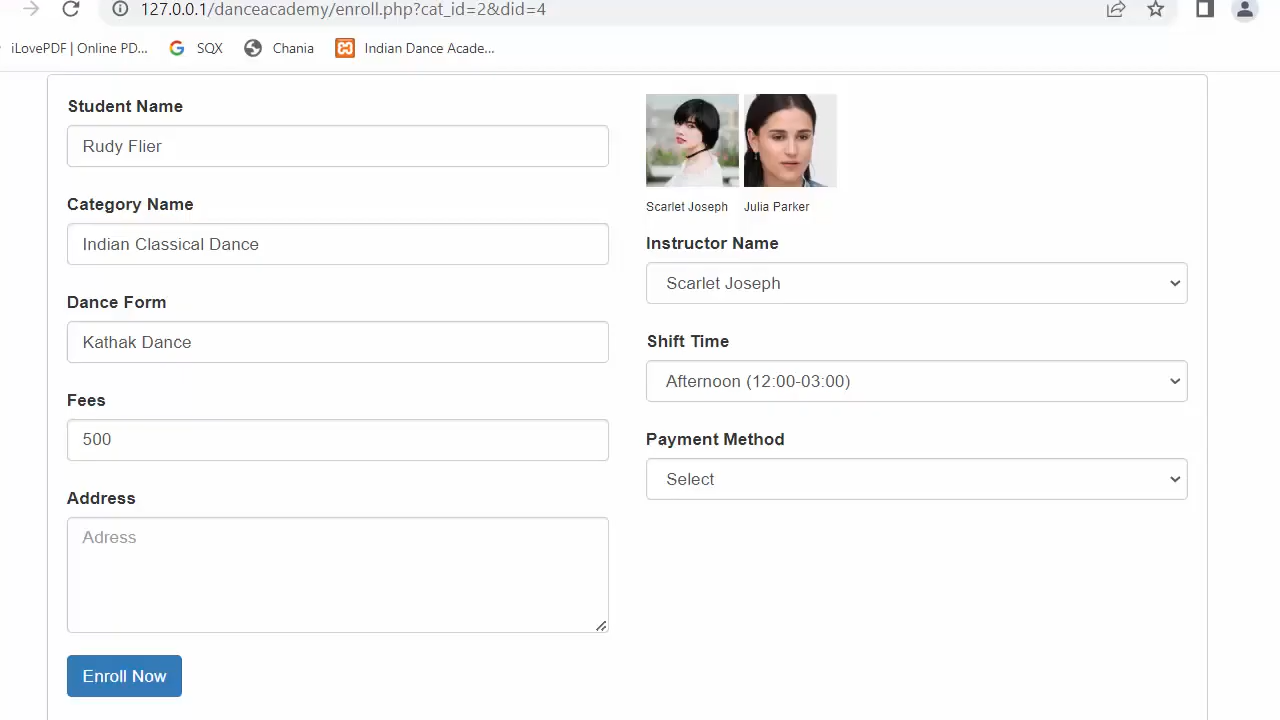 127.0.0.1/danceacademy/enroll.php?cat_id=2&did=4
iLovePDF | Online PD... SQX Chania Indian Dance Acade...
Student Name
Rudy Flier
Category Name
Indian Classical Dance
Dance Form
Kathak Dance
Fees
500
Address
Adress
Enroll Now
Scarlet Joseph Julia Parker
Instructor Name
Scarlet Joseph
Shift Time
Afternoon (12:00-03:00)
Payment Method
Select